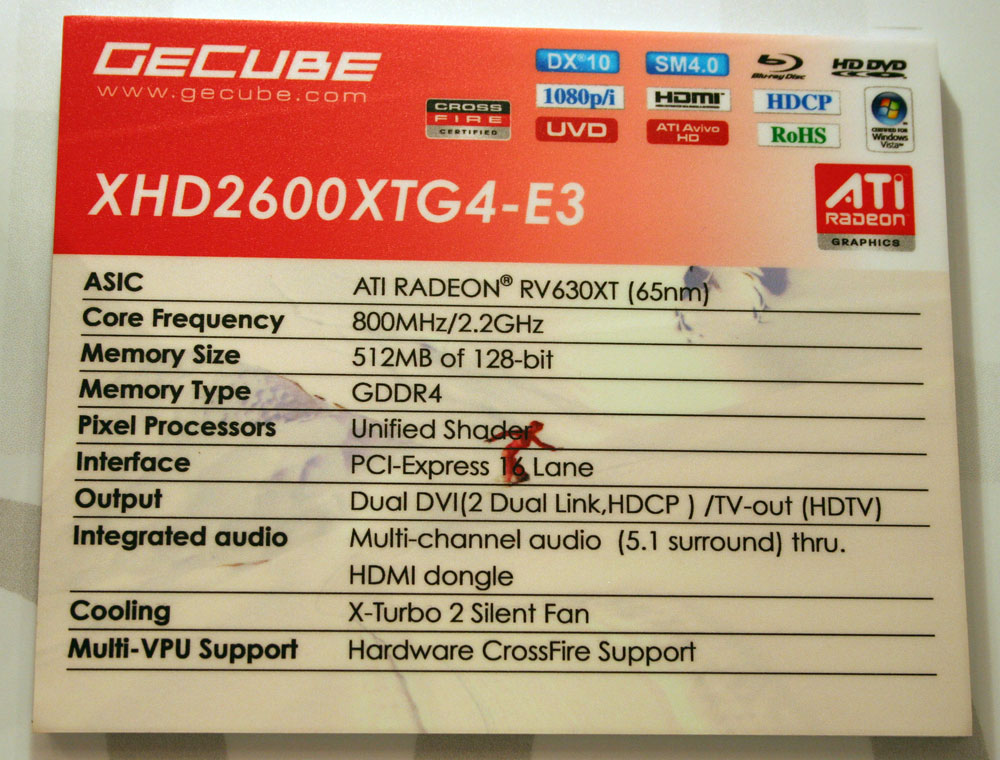 GECUBE
www.gecube.com
CROSS
FIRE
CERTIFIED
DX®10
SM4.0
Blu-ray Disc
HD DVD
1080p/i
HDMI
HDCP
UVD
ATI Avivo
HD
RoHS
CERTIFIED FOR
Windows
Vista™
XHD2600XTG4-E3
ATI
RADEON
GRAPHICS
ASIC ATI RADEON® RV630XT (65nm)
Core Frequency 800MHz/2.2GHz
Memory Size 512MB of 128-bit
Memory Type GDDR4
Pixel Processors Unified Shader
Interface PCI-Express 16 Lane
Output Dual DVI(2 Dual Link,HDCP ) /TV-out (HDTV)
Integrated audio Multi-channel audio (5.1 surround) thru.
HDMI dongle
Cooling X-Turbo 2 Silent Fan
Multi-VPU Support Hardware CrossFire Support